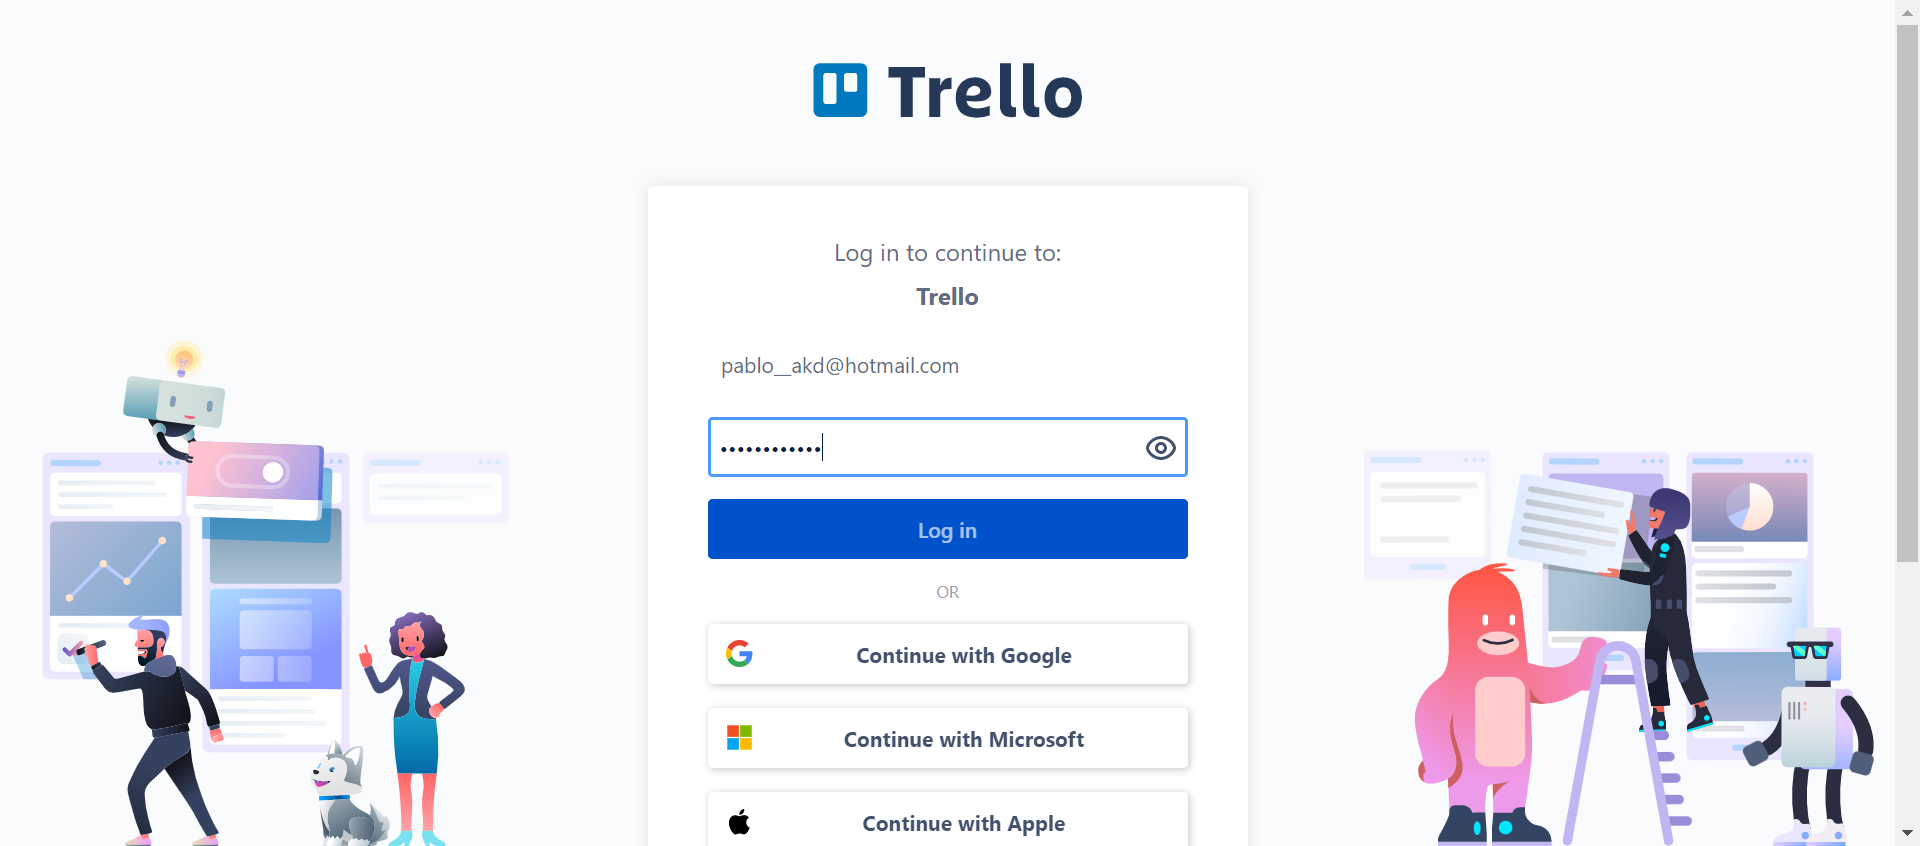 Trello
Log in to continue to:
Trello
pablo__akd@hotmail.com
••••••••••••
Log in
OR
Continue with Google
Continue with Microsoft
Continue with Apple